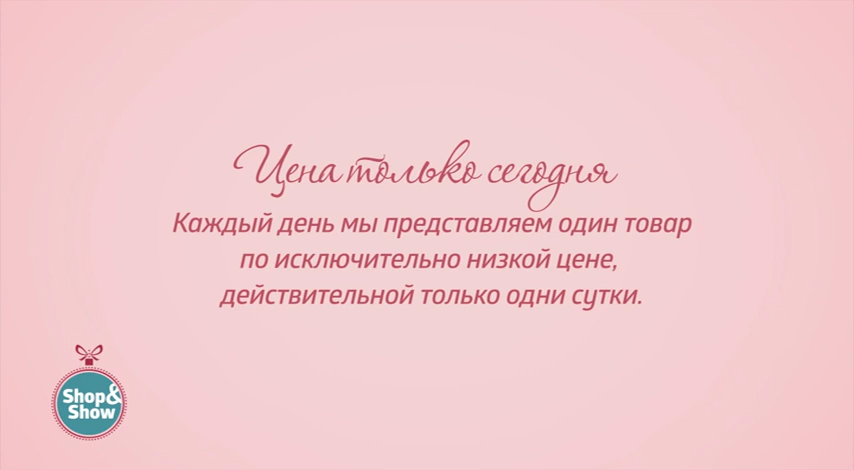 Цена только сегодня
Каждый день мы представляем один товар
по исключительно низкой цене,
действительной только одни сутки.
Shop&
Show